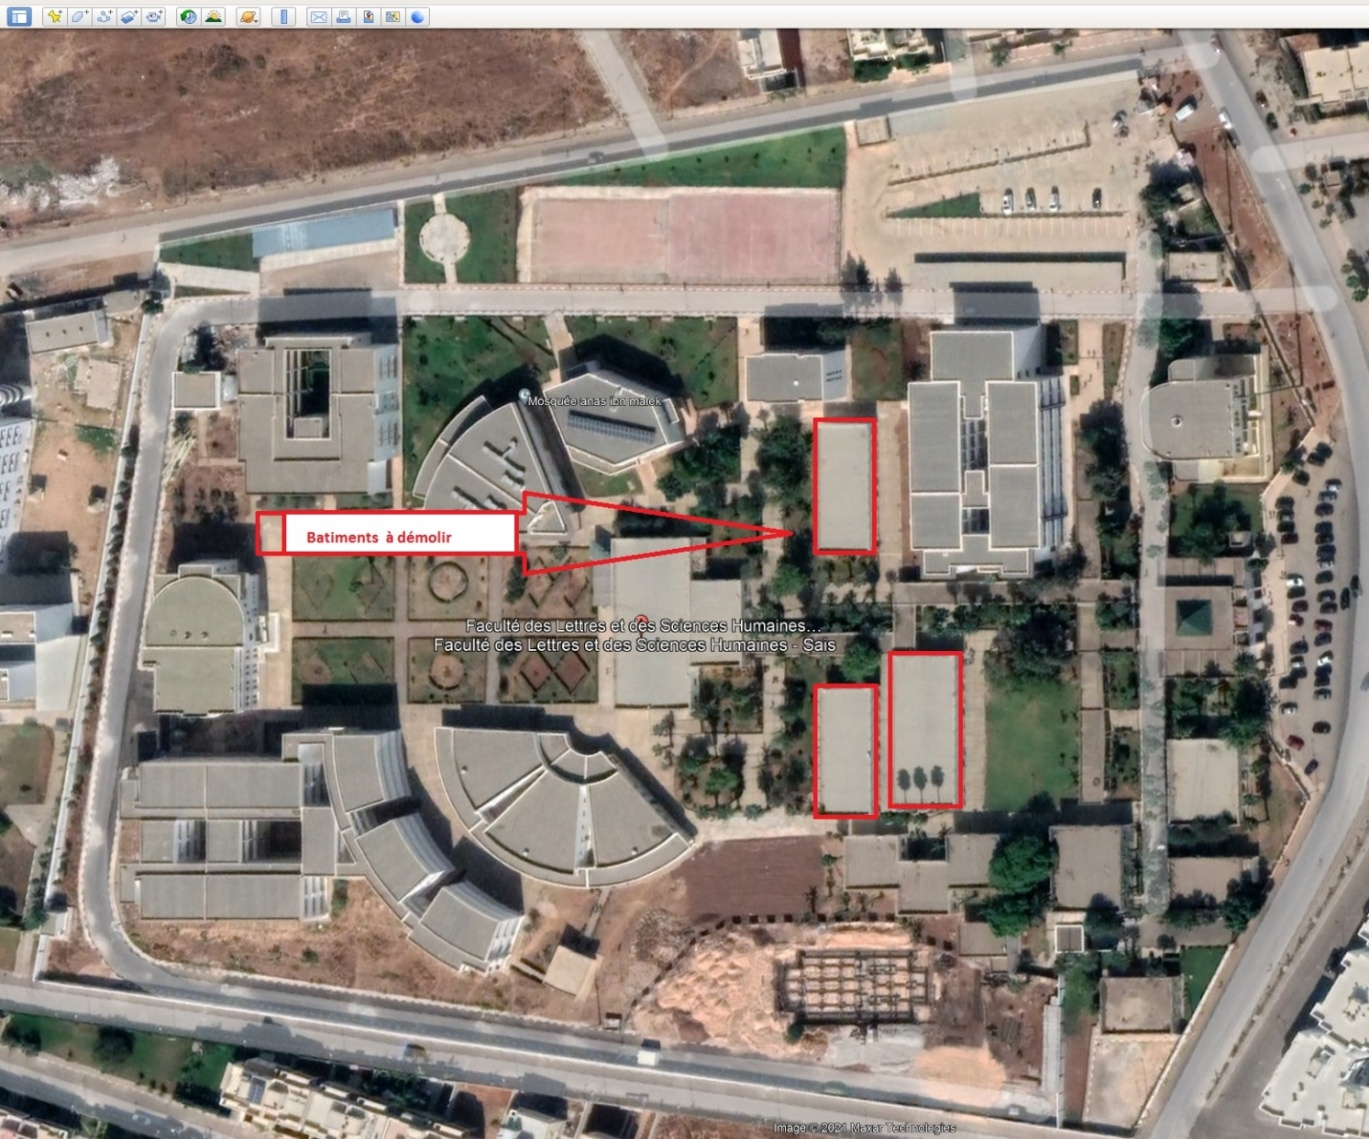 Mosquée anas ibn malek
Batiments à démolir
Faculté des Lettres et des Sciences Humaines...
Faculté des Lettres et des Sciences Humaines - Sais
Image © 2021 Maxar Technologies